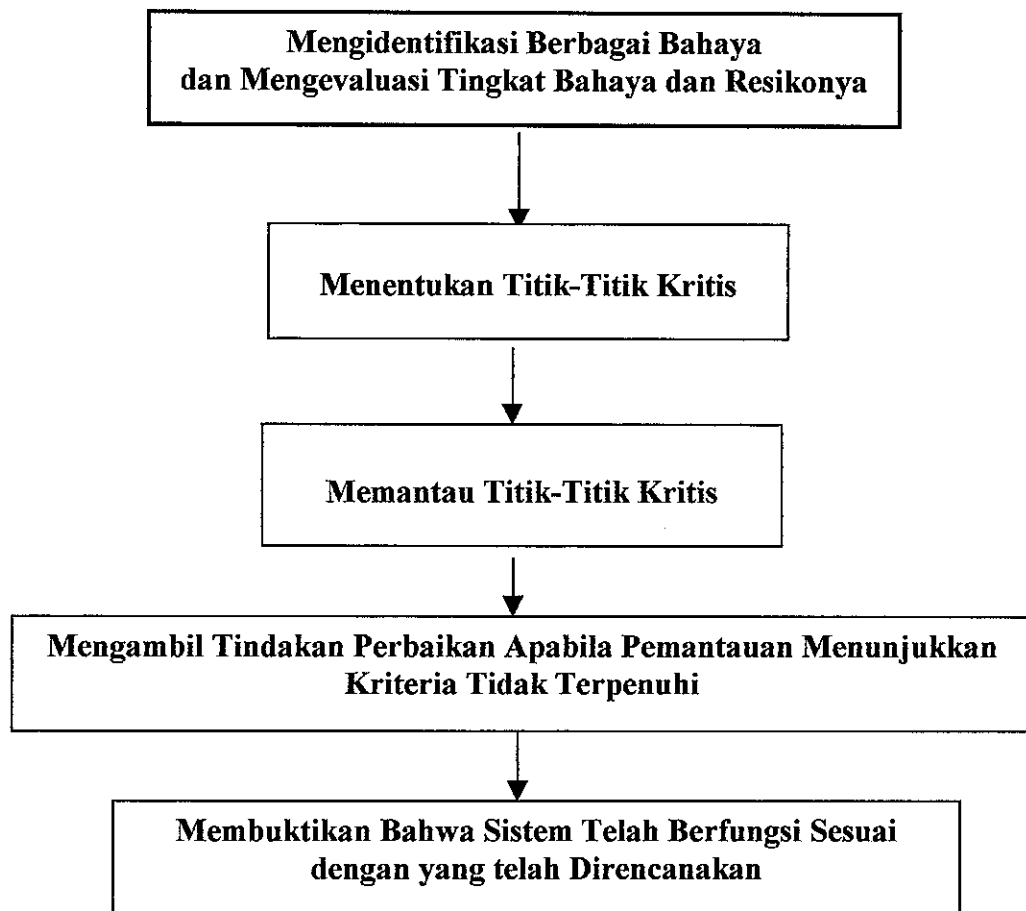 Mengidentifikasi Berbagai Bahaya
dan Mengevaluasi Tingkat Bahaya dan Resikonya
Menentukan Titik-Titik Kritis
Memantau Titik-Titik Kritis
Mengambil Tindakan Perbaikan Apabila Pemantauan Menunjukkan
Kriteria Tidak Terpenuhi
Membuktikan Bahwa Sistem Telah Berfungsi Sesuai
dengan yang telah Direncanakan